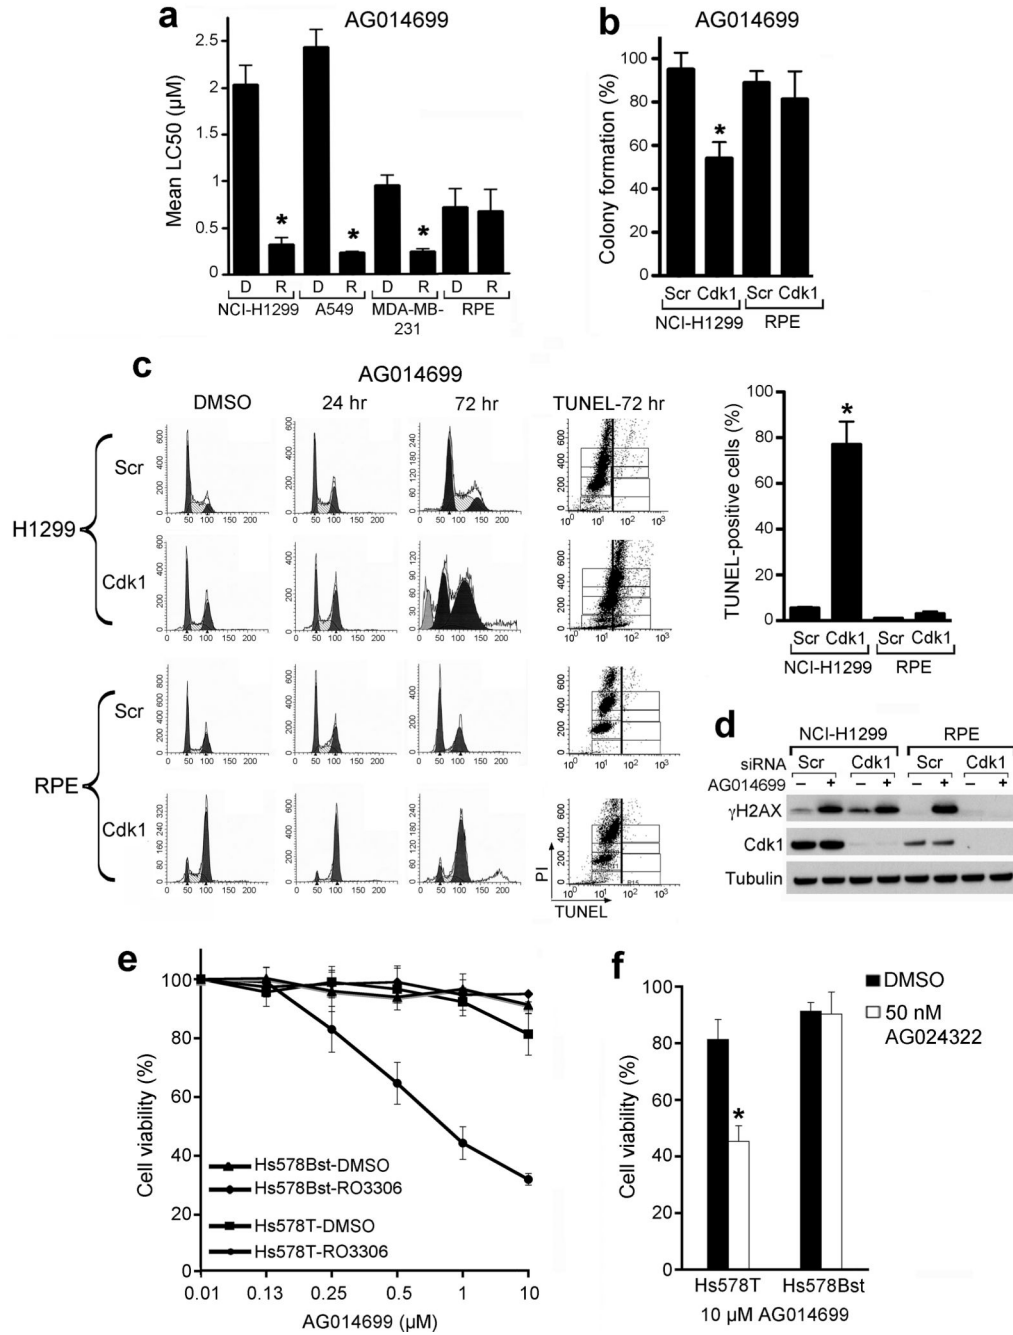 a
AG014699
Mean LC50 (µM)
2.5
2
1.5
1
0.5
0
D R D R D R D R
NCI-H1299 A549 MDA-MB-231 RPE
b
AG014699
Colony formation (%)
100
80
60
40
20
0
Scr Cdk1 Scr Cdk1
NCI-H1299 RPE
* * * *
c
AG014699
DMSO 24 hr 72 hr TUNEL-72 hr
H1299
Scr
Cdk1
RPE
Scr
Cdk1
PI
TUNEL
TUNEL-positive cells (%)
100
80
60
40
20
0
*
Scr Cdk1 Scr Cdk1
NCI-H1299 RPE
d
NCI-H1299 RPE
siRNA Scr Cdk1 Scr Cdk1
AG014699 – + – + – + – +
γH2AX
Cdk1
Tubulin
e
Cell viability (%)
100
80
60
40
20
0
Hs578Bst-DMSO
Hs578Bst-RO3306
Hs578T-DMSO
Hs578T-RO3306
0.01 0.13 0.25 0.5 1 10
AG014699 (µM)
f
DMSO
50 nM
AG024322
Cell viability (%)
100
80
60
40
20
0
*
Hs578T Hs578Bst
10 µM AG014699